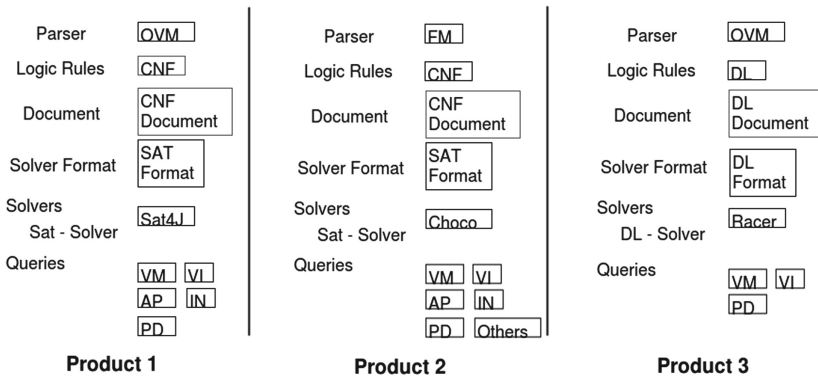 Parser OVM
Logic Rules CNF
Document CNF
Document
Solver Format SAT
Format
Solvers
Sat - Solver Sat4J
Queries
VM VI
AP IN
PD
Product 1
Parser FM
Logic Rules CNF
Document CNF
Document
Solver Format SAT
Format
Solvers
Sat - Solver Choco
Queries
VM VI
AP IN
PD Others
Product 2
Parser OVM
Logic Rules DL
Document DL
Document
Solver Format DL
Format
Solvers
DL - Solver Racer
Queries
VM VI
PD
Product 3